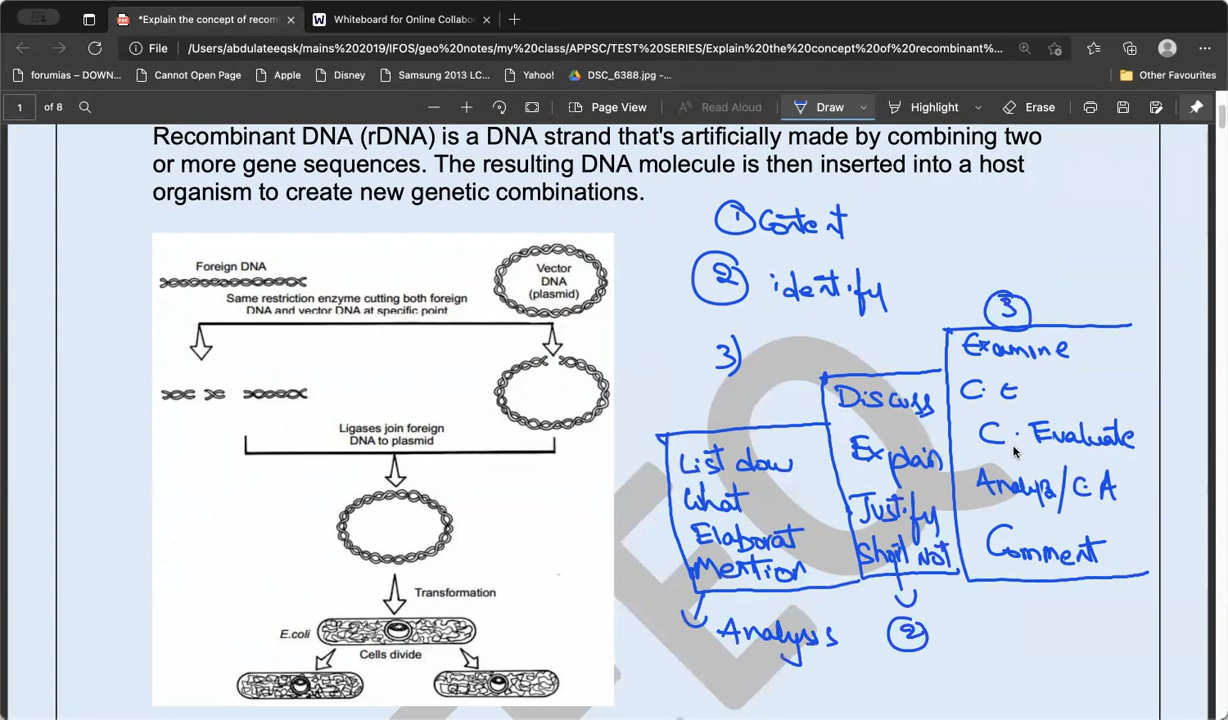 *Explain the concept of recom
Whiteboard for Online Collabo
File
/Users/abdulateeqsk/mains%202019/IFOS/geo%20notes/my%20class/APPSC/TEST%20SERIES/Explain%20the%20concept%20of%20recombinant%...
forumias – DOWN...
Cannot Open Page
Apple
Disney
Samsung 2013 LC...
Yahoo!
DSC_6388.jpg -...
Other Favourites
1 of 8
Page View
Read Aloud
Draw
Highlight
Erase
Recombinant DNA (rDNA) is a DNA strand that's artificially made by combining two
or more gene sequences. The resulting DNA molecule is then inserted into a host
organism to create new genetic combinations.
Foreign DNA
Vector
DNA
(plasmid)
Same restriction enzyme cutting both foreign
DNA and vector DNA at specific point
Ligases join foreign
DNA to plasmid
Transformation
E.coli
Cells divide
① Content
② identify
3)
List dow
What
Elaborat
Mention
Analysis
Discuss
Explain
Justify
Short Not
②
③
Examine
C. E
C. Evaluate
Analyz/C.A
Comment